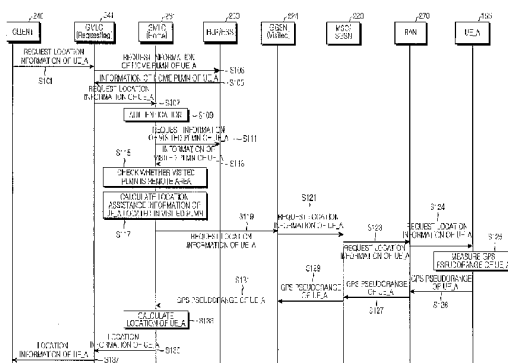 CLIENT
GMLC
(Requesting)
GMLC
(Home)
HLR/HSS
(Visited)
MSC/
SGSN
RAN
UE_A
REQUEST LOCATION
INFORMATION OF UE_A
S101
REQUEST
INFORMATION
OF HOME PLMN OF UE_A
INFORMATION OF HOME PLMN OF UE_A
S105
REQUEST LOCATION
INFORMATION OF UE_A
S107
AUTHENTICATION
S109
REQUEST INFORMATION
OF VISITED PLMN OF UE_A
S111
INFORMATION OF
VISITED PLMN OF UE_A
S115
CHECK WHETHER VISITED
PLMN IS REMOTE AREA
CALCULATE LOCATION
ASSISTANCE INFORMATION OF
UE_A LOCATED IN VISITED PLMN
S117
S119
REQUEST LOCATION
INFORMATION OF UE_A
S121
REQUEST LOCATION
INFORMATION OF UE_A
S123
REQUEST LOCATION
INFORMATION OF UE_A
S124
REQUEST LOCATION
INFORMATION OF UE_A
S125
MEASURE GPS
PSEUDORANGE OF UE_A
GPS PSEUDORANGE
OF UE_A
S126
GPS PSEUDORANGE
OF UE_A
S127
S129
GPS PSEUDORANGE
OF UE_A
S131
GPS PSEUDORANGE OF UE_A
CALCULATE
LOCATION OF UE_A
S133
LOCATION
INFORMATION OF UE_A
S135
LOCATION
INFORMATION OF UE_A
S137